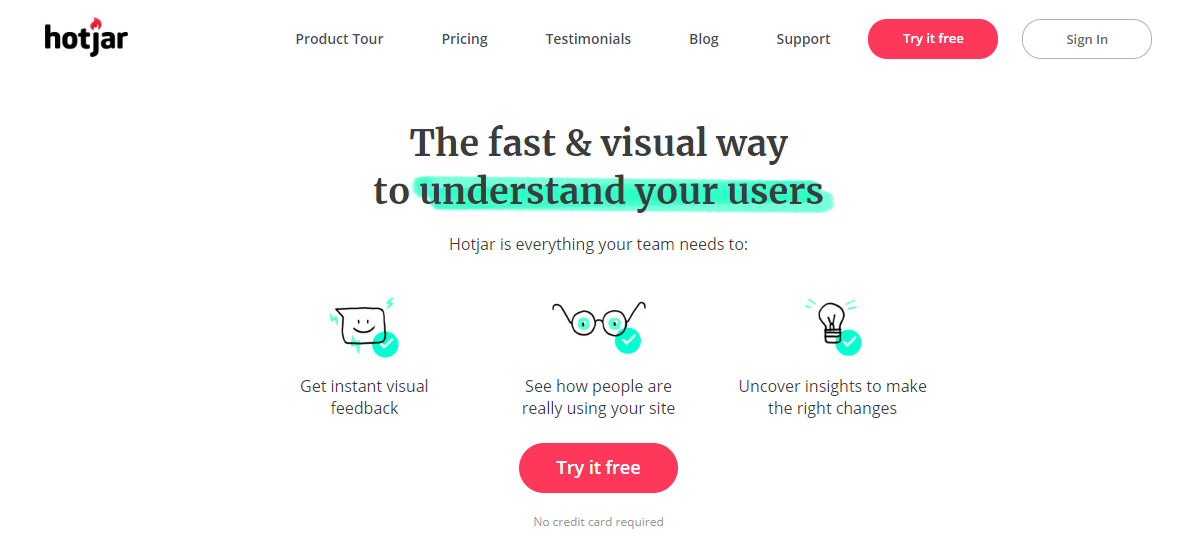 hotjar
Product Tour
Pricing
Testimonials
Blog
Support
Try it free
Sign In
The fast & visual way
to understand your users
Hotjar is everything your team needs to:
Get instant visual
feedback
See how people are
really using your site
Uncover insights to make
the right changes
Try it free
No credit card required